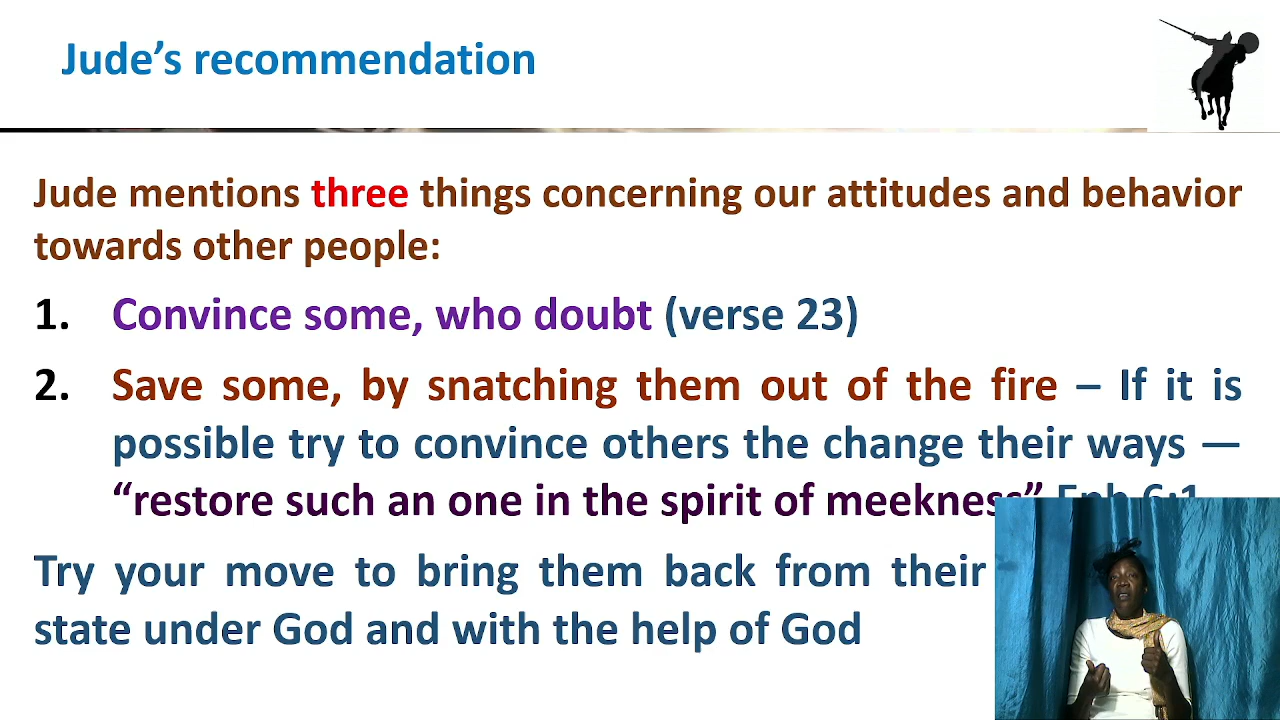 Jude’s recommendation
Jude mentions three things concerning our attitudes and behavior
towards other people:
1. Convince some, who doubt (verse 23)
2. Save some, by snatching them out of the fire – If it is
possible try to convince others the change their ways —
“restore such an one in the spirit of meekness” Eph 6:1
Try your move to bring them back from their
state under God and with the help of God